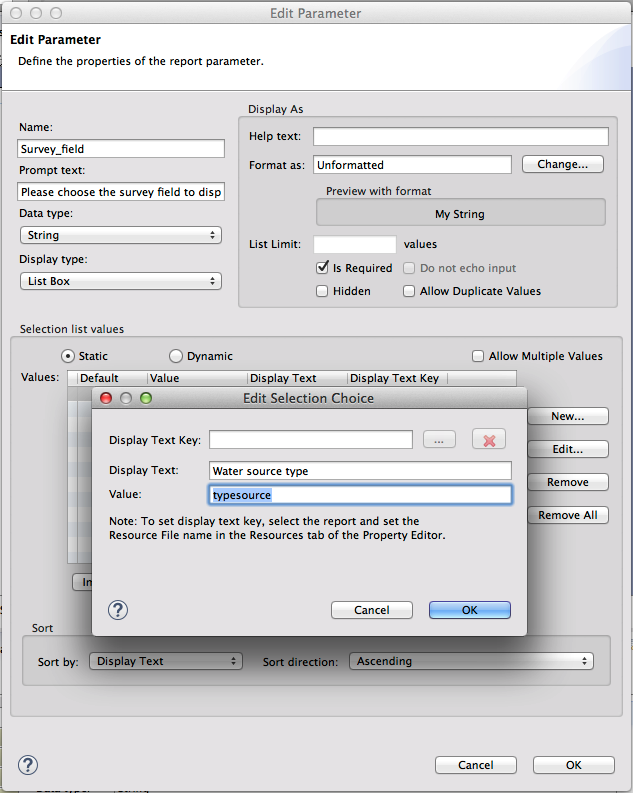 Edit Parameter
Edit Parameter
Define the properties of the report parameter.
Name:
Survey_field
Prompt text:
Please choose the survey field to disp
Data type:
String
Display type:
List Box
Display As
Help text:
Format as: Unformatted Change...
Preview with format
My String
List Limit: values
Is Required Do not echo input
Hidden Allow Duplicate Values
Selection list values
Static Dynamic Allow Multiple Values
Values: Default Value Display Text Display Text Key
New...
Edit...
Remove
Remove All
Edit Selection Choice
Display Text Key: ...
Display Text: Water source type
Value: typesource
Note: To set display text key, select the report and set the
Resource File name in the Resources tab of the Property Editor.
? Cancel OK
Sort
Sort by: Display Text Sort direction: Ascending
? Cancel OK